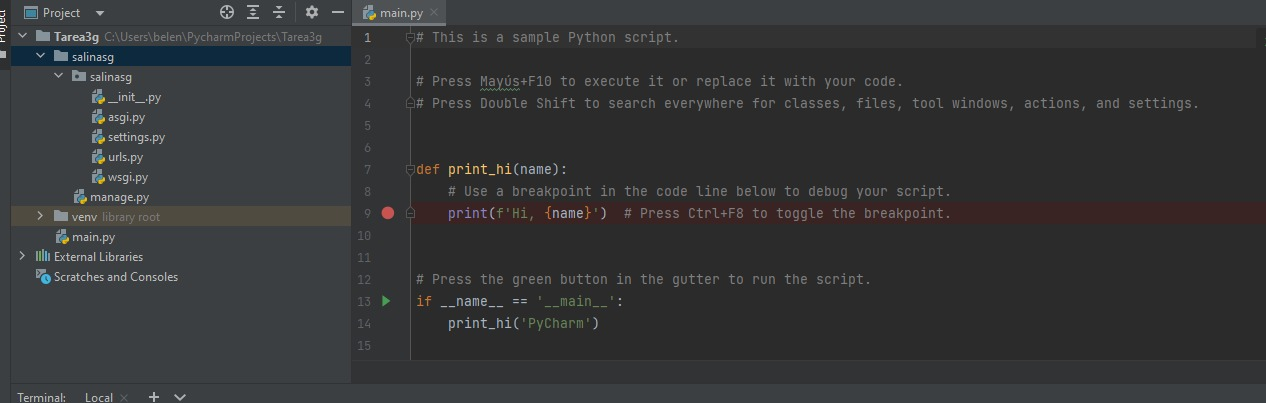 Project
Project
Tarea3g C:\Users\belen\PycharmProjects\Tarea3g
salinasg
salinasg
__init__.py
asgi.py
settings.py
urls.py
wsgi.py
manage.py
venv library root
main.py
External Libraries
Scratches and Consoles
main.py
1 # This is a sample Python script.
2
3 # Press Mayús+F10 to execute it or replace it with your code.
4 # Press Double Shift to search everywhere for classes, files, tool windows, actions, and settings.
5
6
7 def print_hi(name):
8     # Use a breakpoint in the code line below to debug your script.
9     print(f'Hi, {name}')  # Press Ctrl+F8 to toggle the breakpoint.
10
11
12 # Press the green button in the gutter to run the script.
13 if __name__ == '__main__':
14     print_hi('PyCharm')
15
Terminal: Local